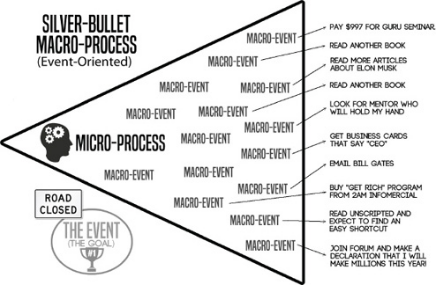 SILVER-BULLET
MACRO-PROCESS
(Event-Oriented)
MACRO-EVENT
PAY $997 FOR GURU SEMINAR.
MACRO-EVENT
READ ANOTHER BOOK
MACRO-EVENT
MACRO-EVENT
READ MORE ARTICLES
ABOUT ELON MUSK
MACRO-EVENT
MACRO-EVENT
READ ANOTHER BOOK
MACRO-EVENT
LOOK FOR MENTOR WHO
WILL HOLD MY HAND
MICRO-PROCESS
MACRO-EVENT
MACRO-EVENT
GET BUSINESS CARDS
THAT SAY "CEO"
MACRO-EVENT
MACRO-EVENT
MACRO-EVENT
EMAIL BILL GATES
MACRO-EVENT
BUY "GET RICH" PROGRAM
FROM 2AM INFOMERCIAL
MACRO-EVENT
READ UNSCRIPTED AND
EXPECT TO FIND AN
EASY SHORTCUT
MACRO-EVENT
JOIN FORUM AND MAKE A
DECLARATION THAT I WILL
MAKE MILLIONS THIS YEAR!
ROAD
CLOSED
THE EVENT
(THE GOAL)
#1